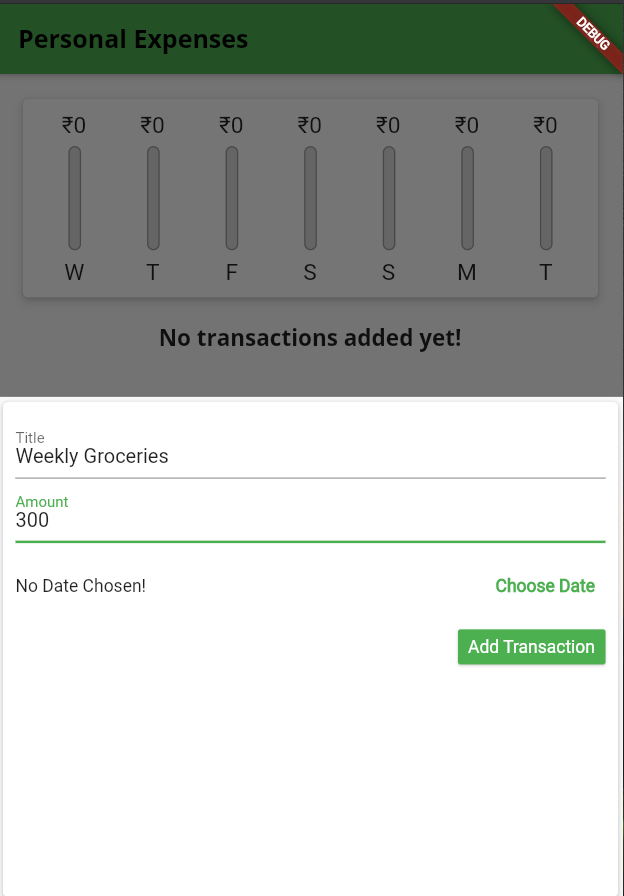 Personal Expenses
DEBUG
₹0 ₹0 ₹0 ₹0 ₹0 ₹0 ₹0
W T F S S M T
No transactions added yet!
Title
Weekly Groceries
Amount
300
No Date Chosen! Choose Date
Add Transaction